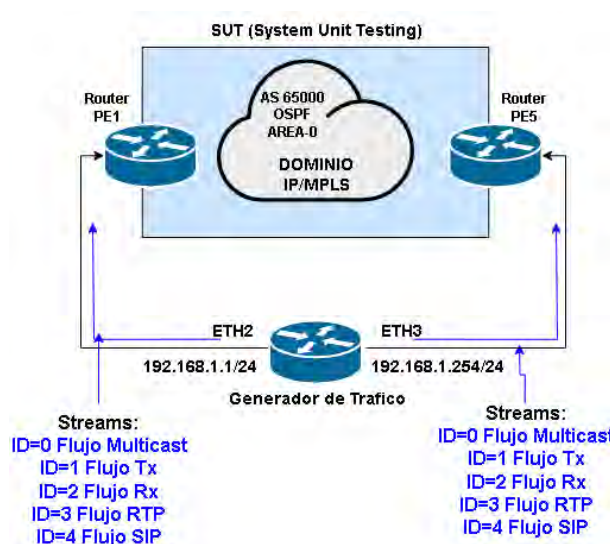 SUT (System Unit Testing)
Router
PE1
AS 65000
OSPF
AREA-0
DOMINIO
IP/MPLS
Router
PE5
ETH2
ETH3
192.168.1.1/24
192.168.1.254/24
Generador de Trafico
Streams:
ID=0 Flujo Multicast
ID=1 Flujo Tx
ID=2 Flujo Rx
ID=3 Flujo RTP
ID=4 Flujo SIP
Streams:
ID=0 Flujo Multicast
ID=1 Flujo Tx
ID=2 Flujo Rx
ID=3 Flujo RTP
ID=4 Flujo SIP